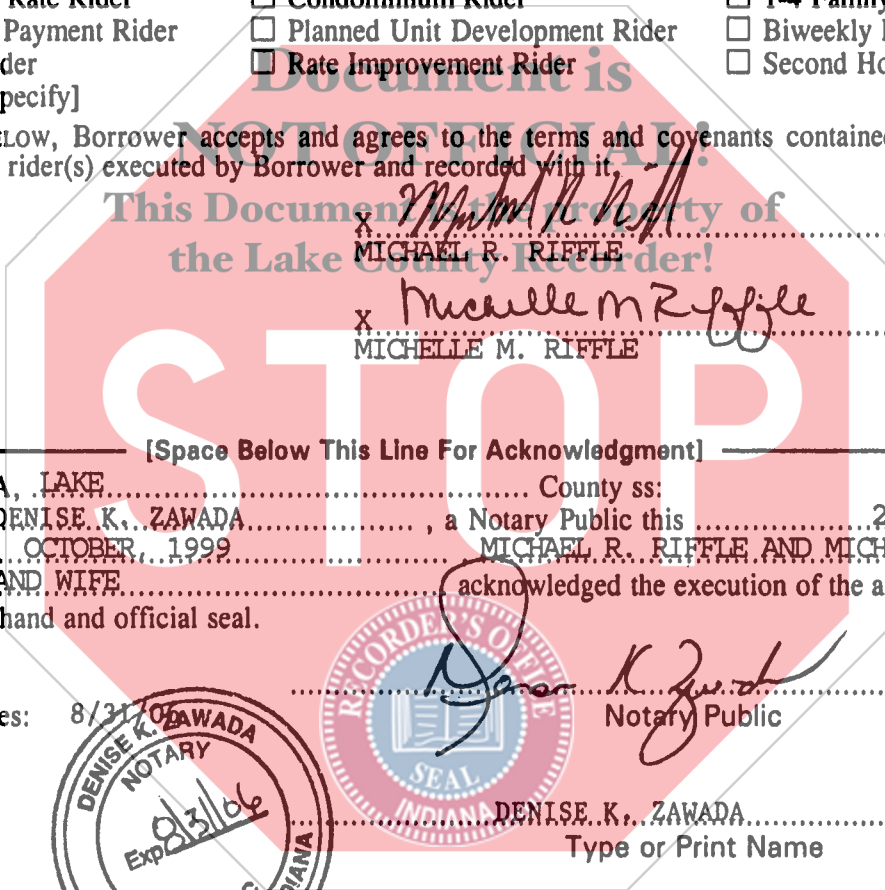 Rate Rider □ Condominium Rider □ 1-4 Family
Payment Rider □ Planned Unit Development Rider □ Biweekly
der □ Rate Improvement Rider □ Second Ho
pecify]
Document is
LOW, Borrower accepts and agrees to the terms and covenants contained
NOT OFFICIAL!
rider(s) executed by Borrower and recorded with it.
This Document is the property of
X
MICHAEL R. RIFFLE
the Lake County Recorder!
X Michelle M Riffle
MICHELLE M. RIFFLE
STOP
[Space Below This Line For Acknowledgment]
A, LAKE County ss:
DENISE K. ZAWADA , a Notary Public this 2
OCTOBER, 1999 MICHAEL R. RIFFLE AND MICH
AND WIFE acknowledged the execution of the a
hand and official seal.
es: 8/31/06
Notary Public
RECORDER'S OFFICE
SEAL
INDIANA
DENISE K. ZAWADA
NOTARY
Exp 8/31/06
DENISE K. ZAWADA
Type or Print Name